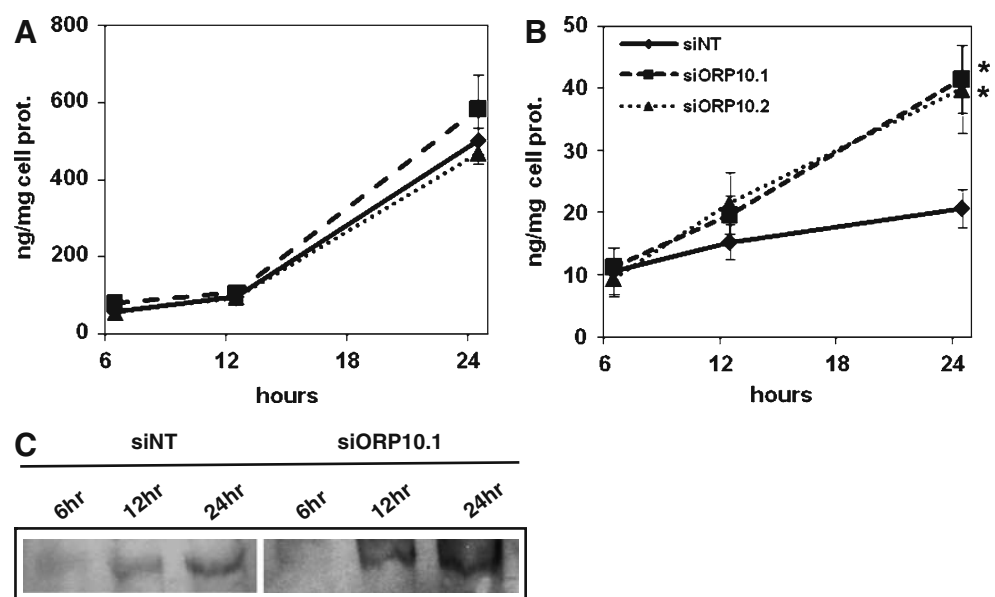 A
800
600
400
200
0
ng/mg cell prot.
6 12 18 24
hours
B
50
40
30
20
10
0
ng/mg cell prot.
siNT
siORP10.1
siORP10.2
*
*
6 12 18 24
hours
C
siNT siORP10.1
6hr 12hr 24hr 6hr 12hr 24hr